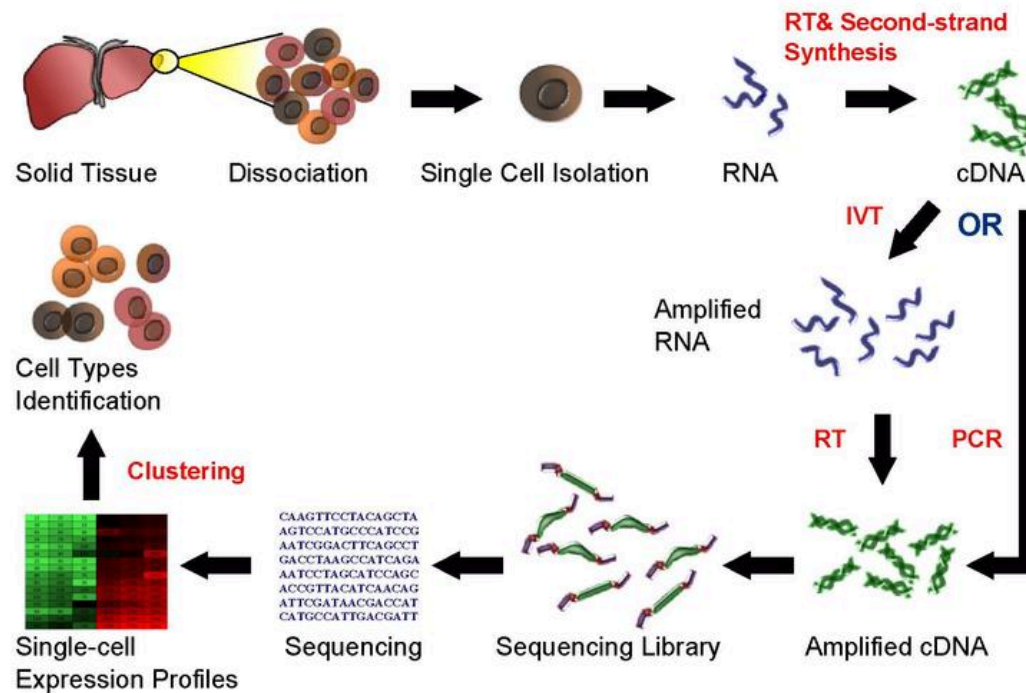 RT& Second-strand
Synthesis
Solid Tissue
Dissociation
Single Cell Isolation
RNA
cDNA
IVT
OR
Amplified
RNA
Cell Types
Identification
RT
PCR
Clustering
CAAGTTCCTACAGCTA
AGTCCATGCCCATCCG
AATCGGACTTCAGCCT
GACCTAAGCCATCAGA
AATCCTAGCATCCAGC
ACCGTTACATCAACAG
ATTCGATAACGACCAT
CATGCCATTGACGATT
Single-cell
Expression Profiles
Sequencing
Sequencing Library
Amplified cDNA